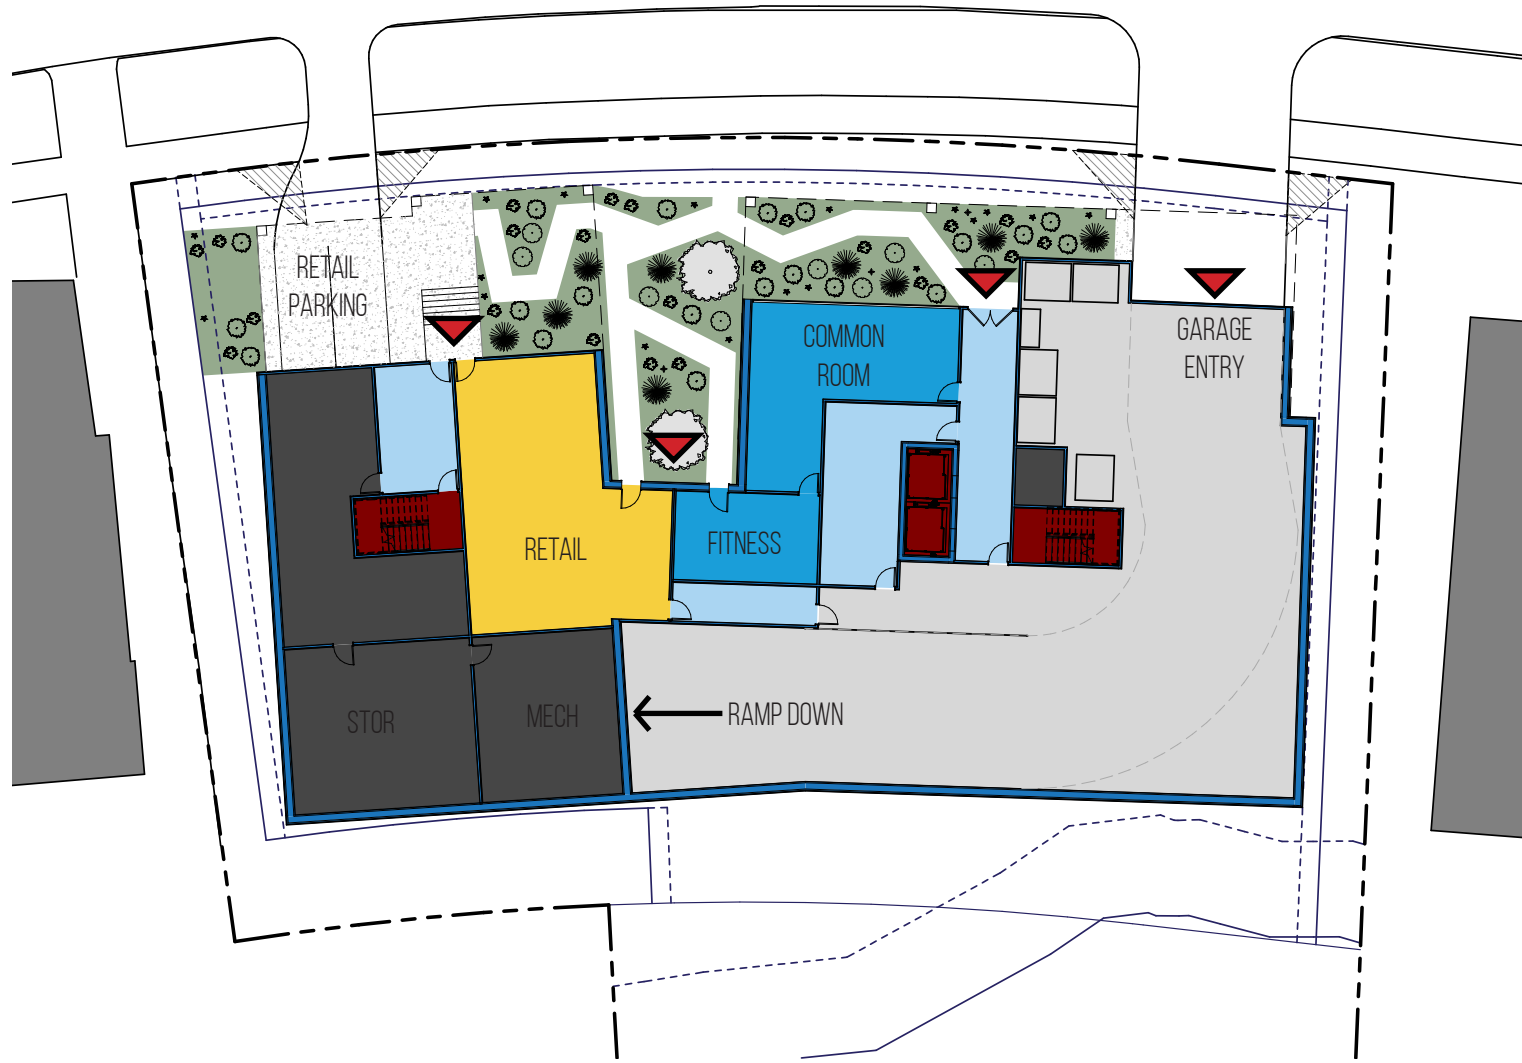 RETAIL
PARKING
COMMON
ROOM
GARAGE
ENTRY
RETAIL
FITNESS
STOR
MECH
RAMP DOWN